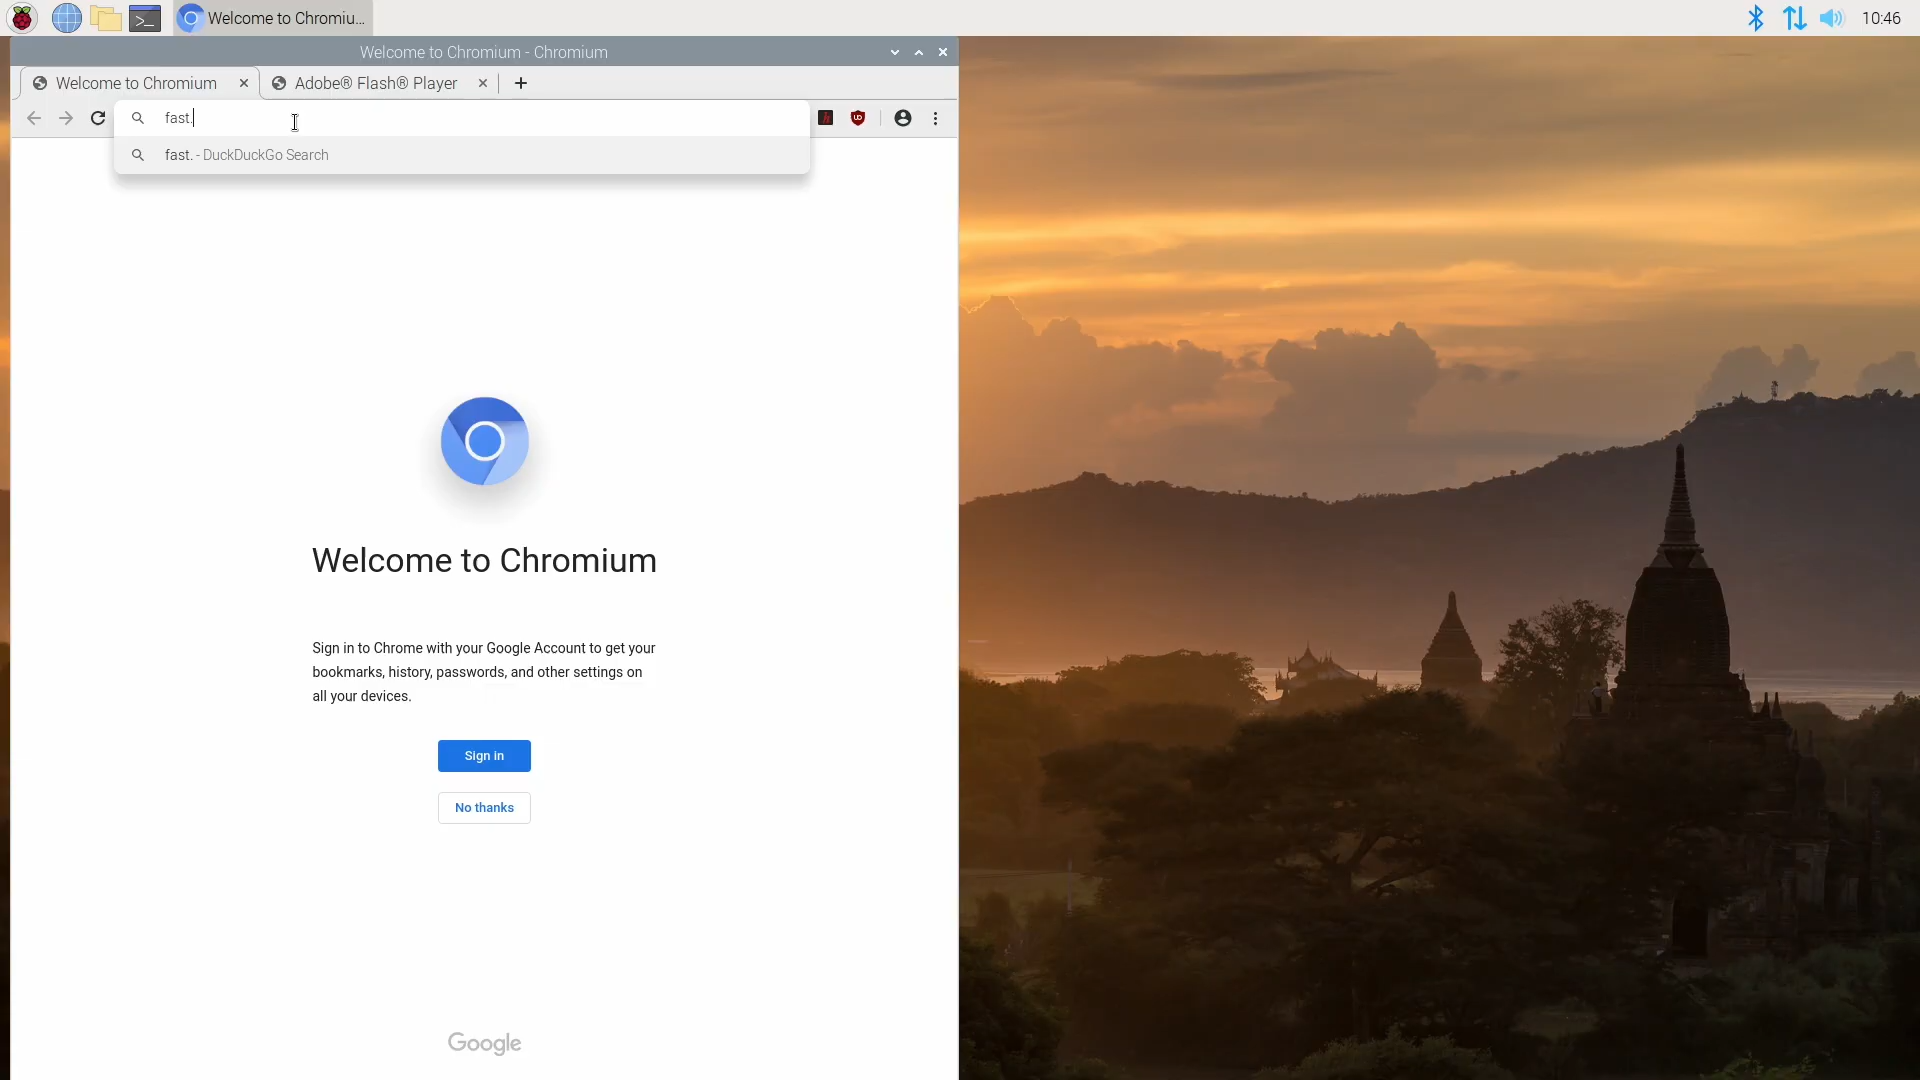 Welcome to Chromiu...
10:46
Welcome to Chromium - Chromium
Welcome to Chromium
Adobe® Flash® Player
fast.
fast. - DuckDuckGo Search
Welcome to Chromium
Sign in to Chrome with your Google Account to get your
bookmarks, history, passwords, and other settings on
all your devices.
Sign in
No thanks
Google